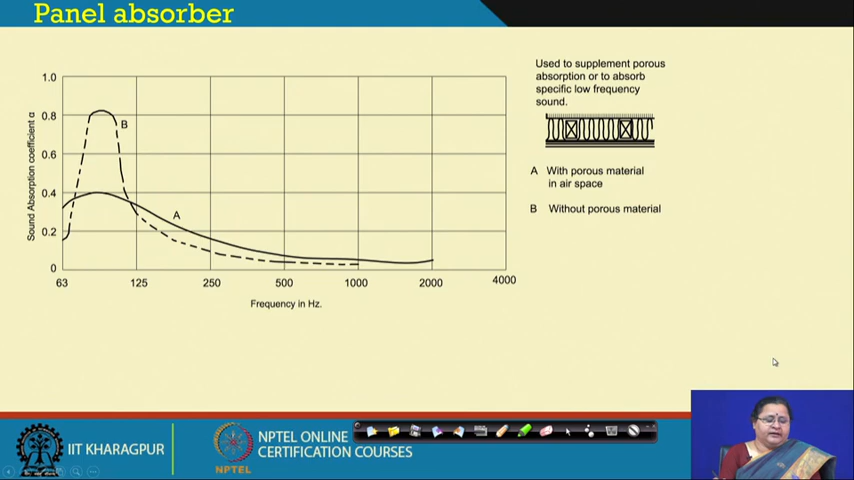 Panel absorber
Used to supplement porous
absorption or to absorb
specific low frequency
sound.
1.0
0.8
0.6
0.4
0.2
0
Sound Absorption coefficient α
B
A
63 125 250 500 1000 2000 4000
Frequency in Hz.
A With porous material
in air space
B Without porous material
IIT KHARAGPUR
NPTEL
NPTEL ONLINE
CERTIFICATION COURSES